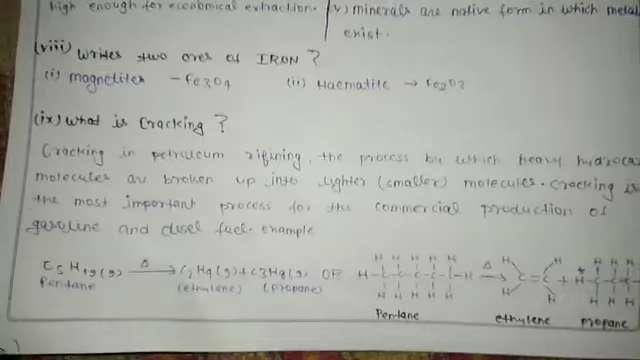 high enough for economical extraction. (v) minerals are native form in which metal
exist.
(viii) Writes two ores of IRON ?
(i) magnetites - Fe3O4 (ii) Haematite → Fe2O3
(ix) What is Cracking ?
Cracking in petroleum rifining, the process by which heavy hydroca
molecules are broken up into lighter (smaller) molecules. Cracking is
the most important process for the commercial production of
gasoline and disel fuel. example
C5H12(g) Δ→ C2H4(g) + C3H8(g) OR
Pentane (ethylene) (propane)
H H H H H
H-C-C-C-C-C-H Δ→ H H C=C H H + H-C-C-C
H H H H H
Pentane ethylene propane